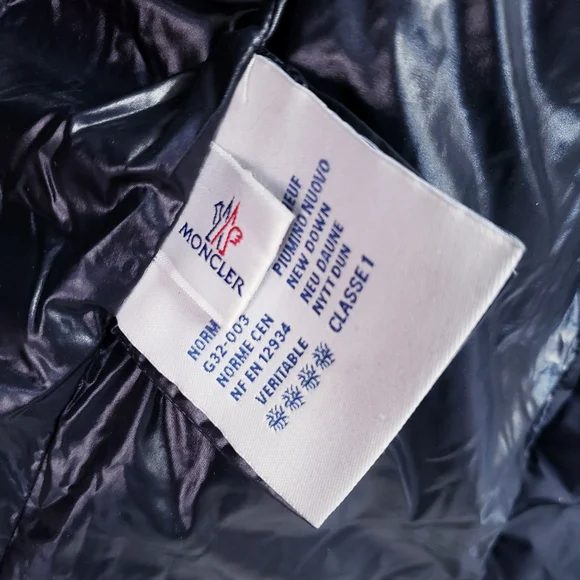 MONCLER
NEUF
PIUMINO NUOVO
NEW DOWN
NEU DAUNE
NYTT DUN
CLASSE 1
NORM
G32-003
NORME CEN
NF EN 12934
VERITABLE